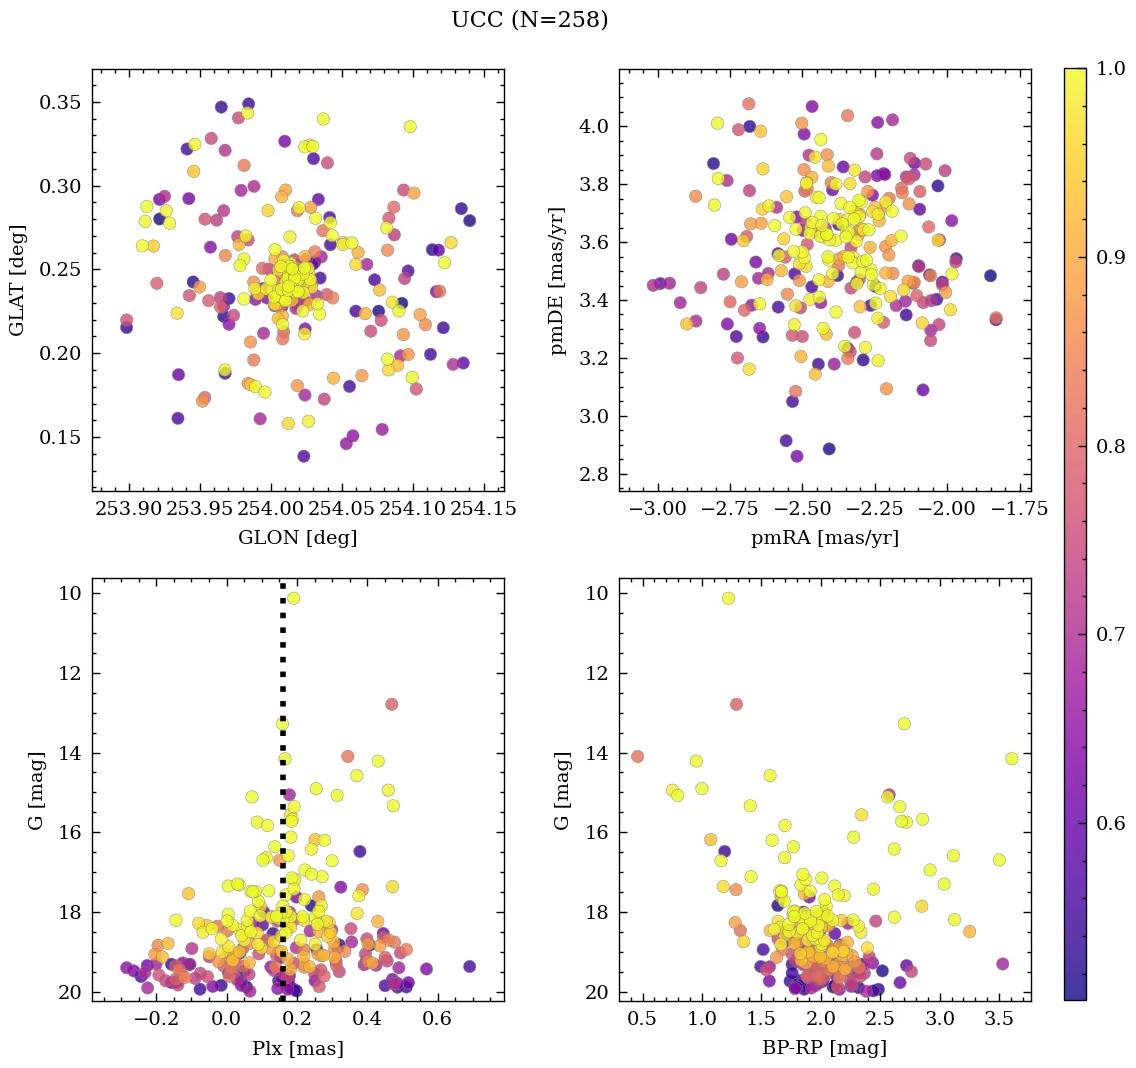 UCC (N=258)
0.35
0.30
0.25
0.20
0.15
GLAT [deg]
253.90 253.95 254.00 254.05 254.10 254.15
GLON [deg]
4.0
3.8
3.6
3.4
3.2
3.0
2.8
pmDE [mas/yr]
−3.00 −2.75 −2.50 −2.25 −2.00 −1.75
pmRA [mas/yr]
10
12
14
16
18
20
G [mag]
−0.2 0.0 0.2 0.4 0.6
Plx [mas]
10
12
14
16
18
20
G [mag]
0.5 1.0 1.5 2.0 2.5 3.0 3.5
BP-RP [mag]
1.0
0.9
0.8
0.7
0.6